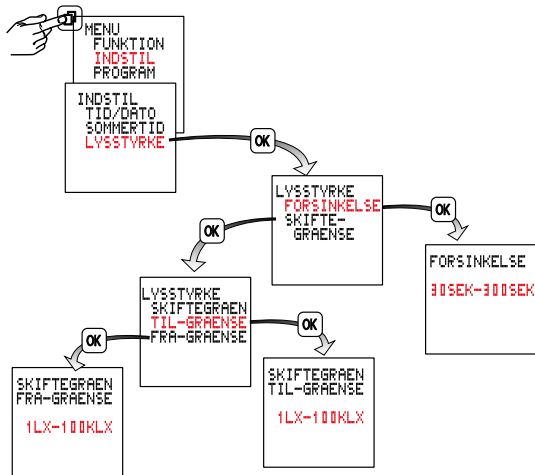 MENU
FUNKTION
INDSTIL
PROGRAM
INDSTIL
TID/DATO
SOMMERTID
LYSSTYRKE
OK
LYSSTYRKE
FORSINKELSE
SKIFTE-
GRAENSE
OK
OK
FORSINKELSE
30SEK-300SEK
LYSSTYRKE
SKIFTEGRAEN
TIL-GRAENSE
FRA-GRAENSE
OK
OK
SKIFTEGRAEN
FRA-GRAENSE
1LX-100KLX
SKIFTEGRAEN
TIL-GRAENSE
1LX-100KLX